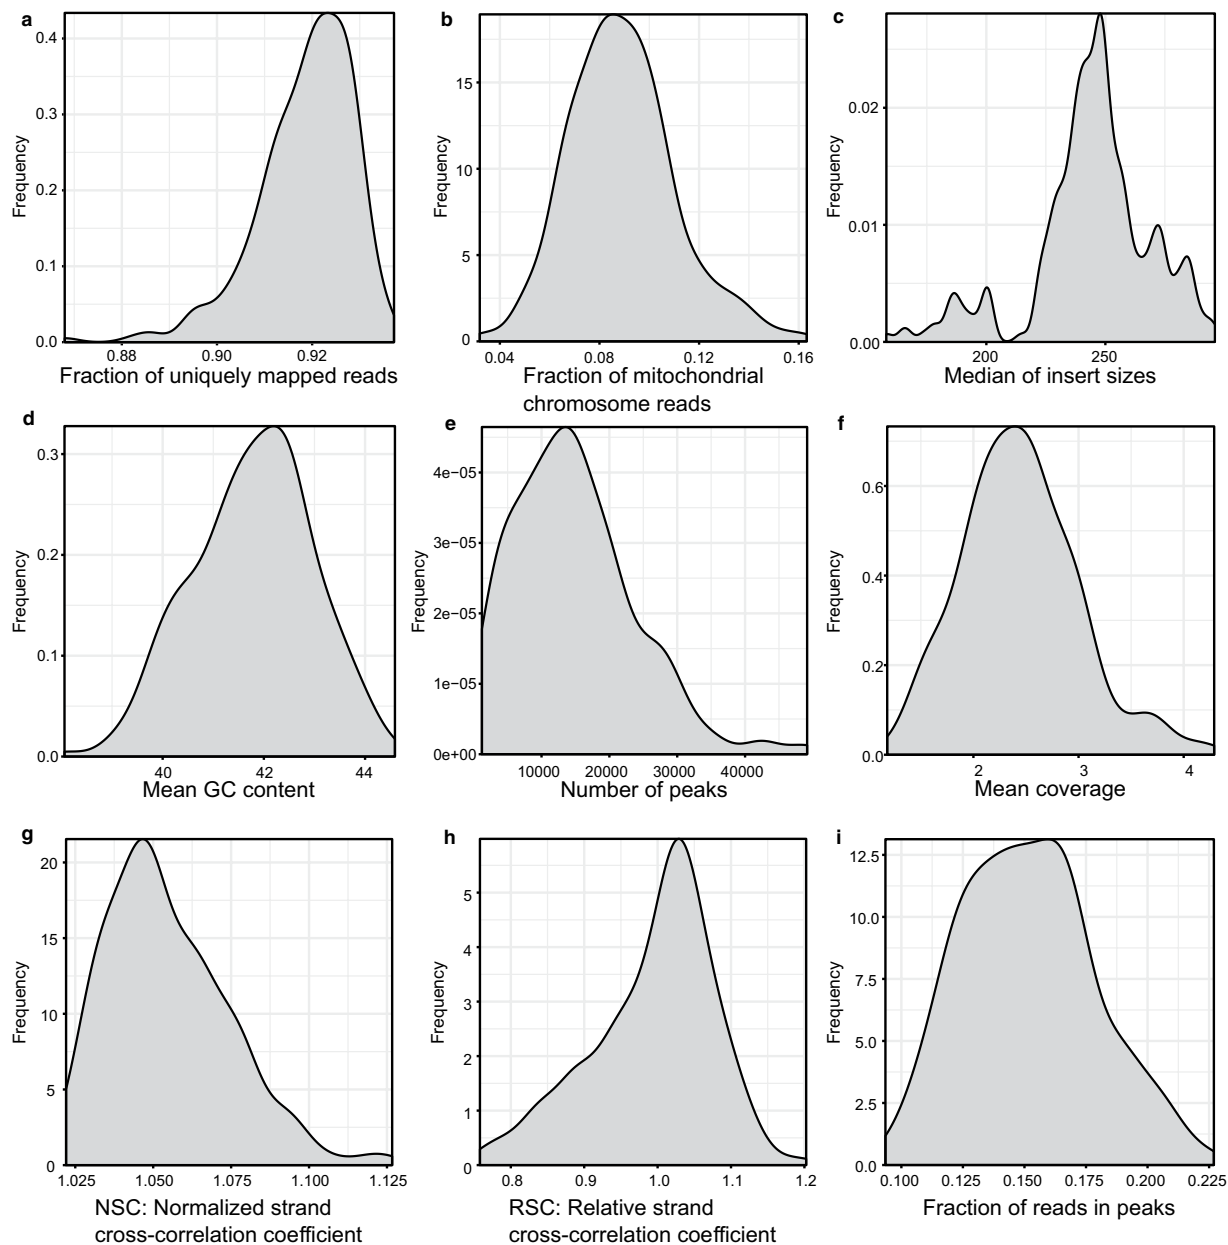 a
0.4
0.3
0.2
0.1
0.0
Frequency
0.88 0.90 0.92
Fraction of uniquely mapped reads
b
15
10
5
0
Frequency
0.04 0.08 0.12 0.16
Fraction of mitochondrial
chromosome reads
c
0.02
0.01
0.00
Frequency
200 250
Median of insert sizes
d
0.3
0.2
0.1
0.0
Frequency
40 42 44
Mean GC content
e
4e−05
3e−05
2e−05
1e−05
0e+00
Frequency
10000 20000 30000 40000
Number of peaks
f
0.6
0.4
0.2
0.0
Frequency
2 3 4
Mean coverage
g
20
15
10
5
0
Frequency
1.025 1.050 1.075 1.100 1.125
NSC: Normalized strand
cross-correlation coefficient
h
5
4
3
2
1
0
Frequency
0.8 0.9 1.0 1.1 1.2
RSC: Relative strand
cross-correlation coefficient
i
12.5
10.0
7.5
5.0
2.5
0.0
Frequency
0.100 0.125 0.150 0.175 0.200 0.225
Fraction of reads in peaks